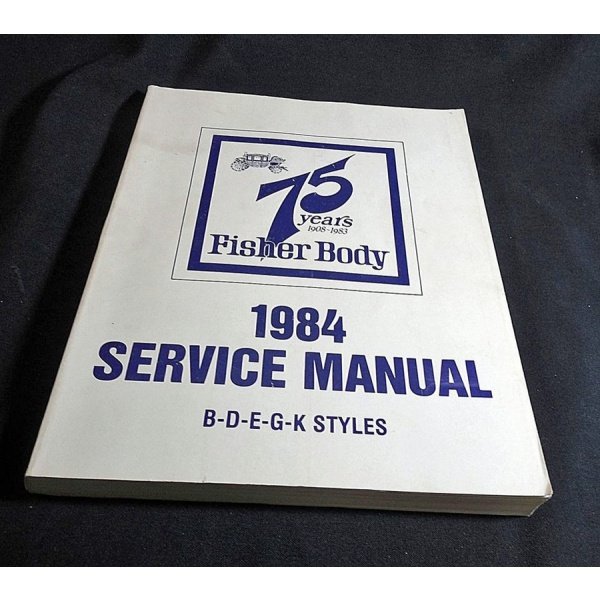 75
years
1908-1983
Fisher Body
1984
SERVICE MANUAL
B-D-E-G-K STYLES